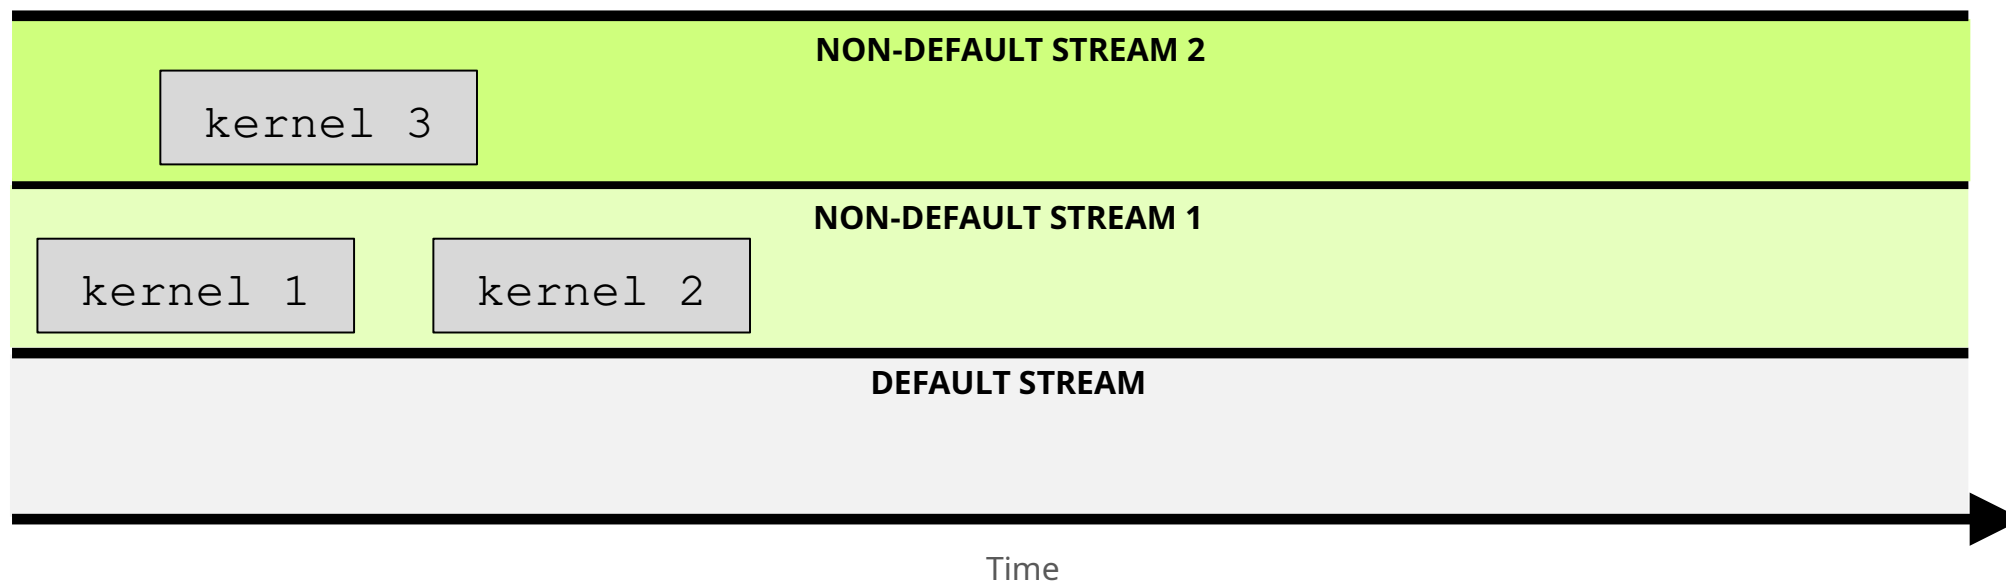 NON-DEFAULT STREAM 2
kernel 3
NON-DEFAULT STREAM 1
kernel 1 kernel 2
DEFAULT STREAM
Time